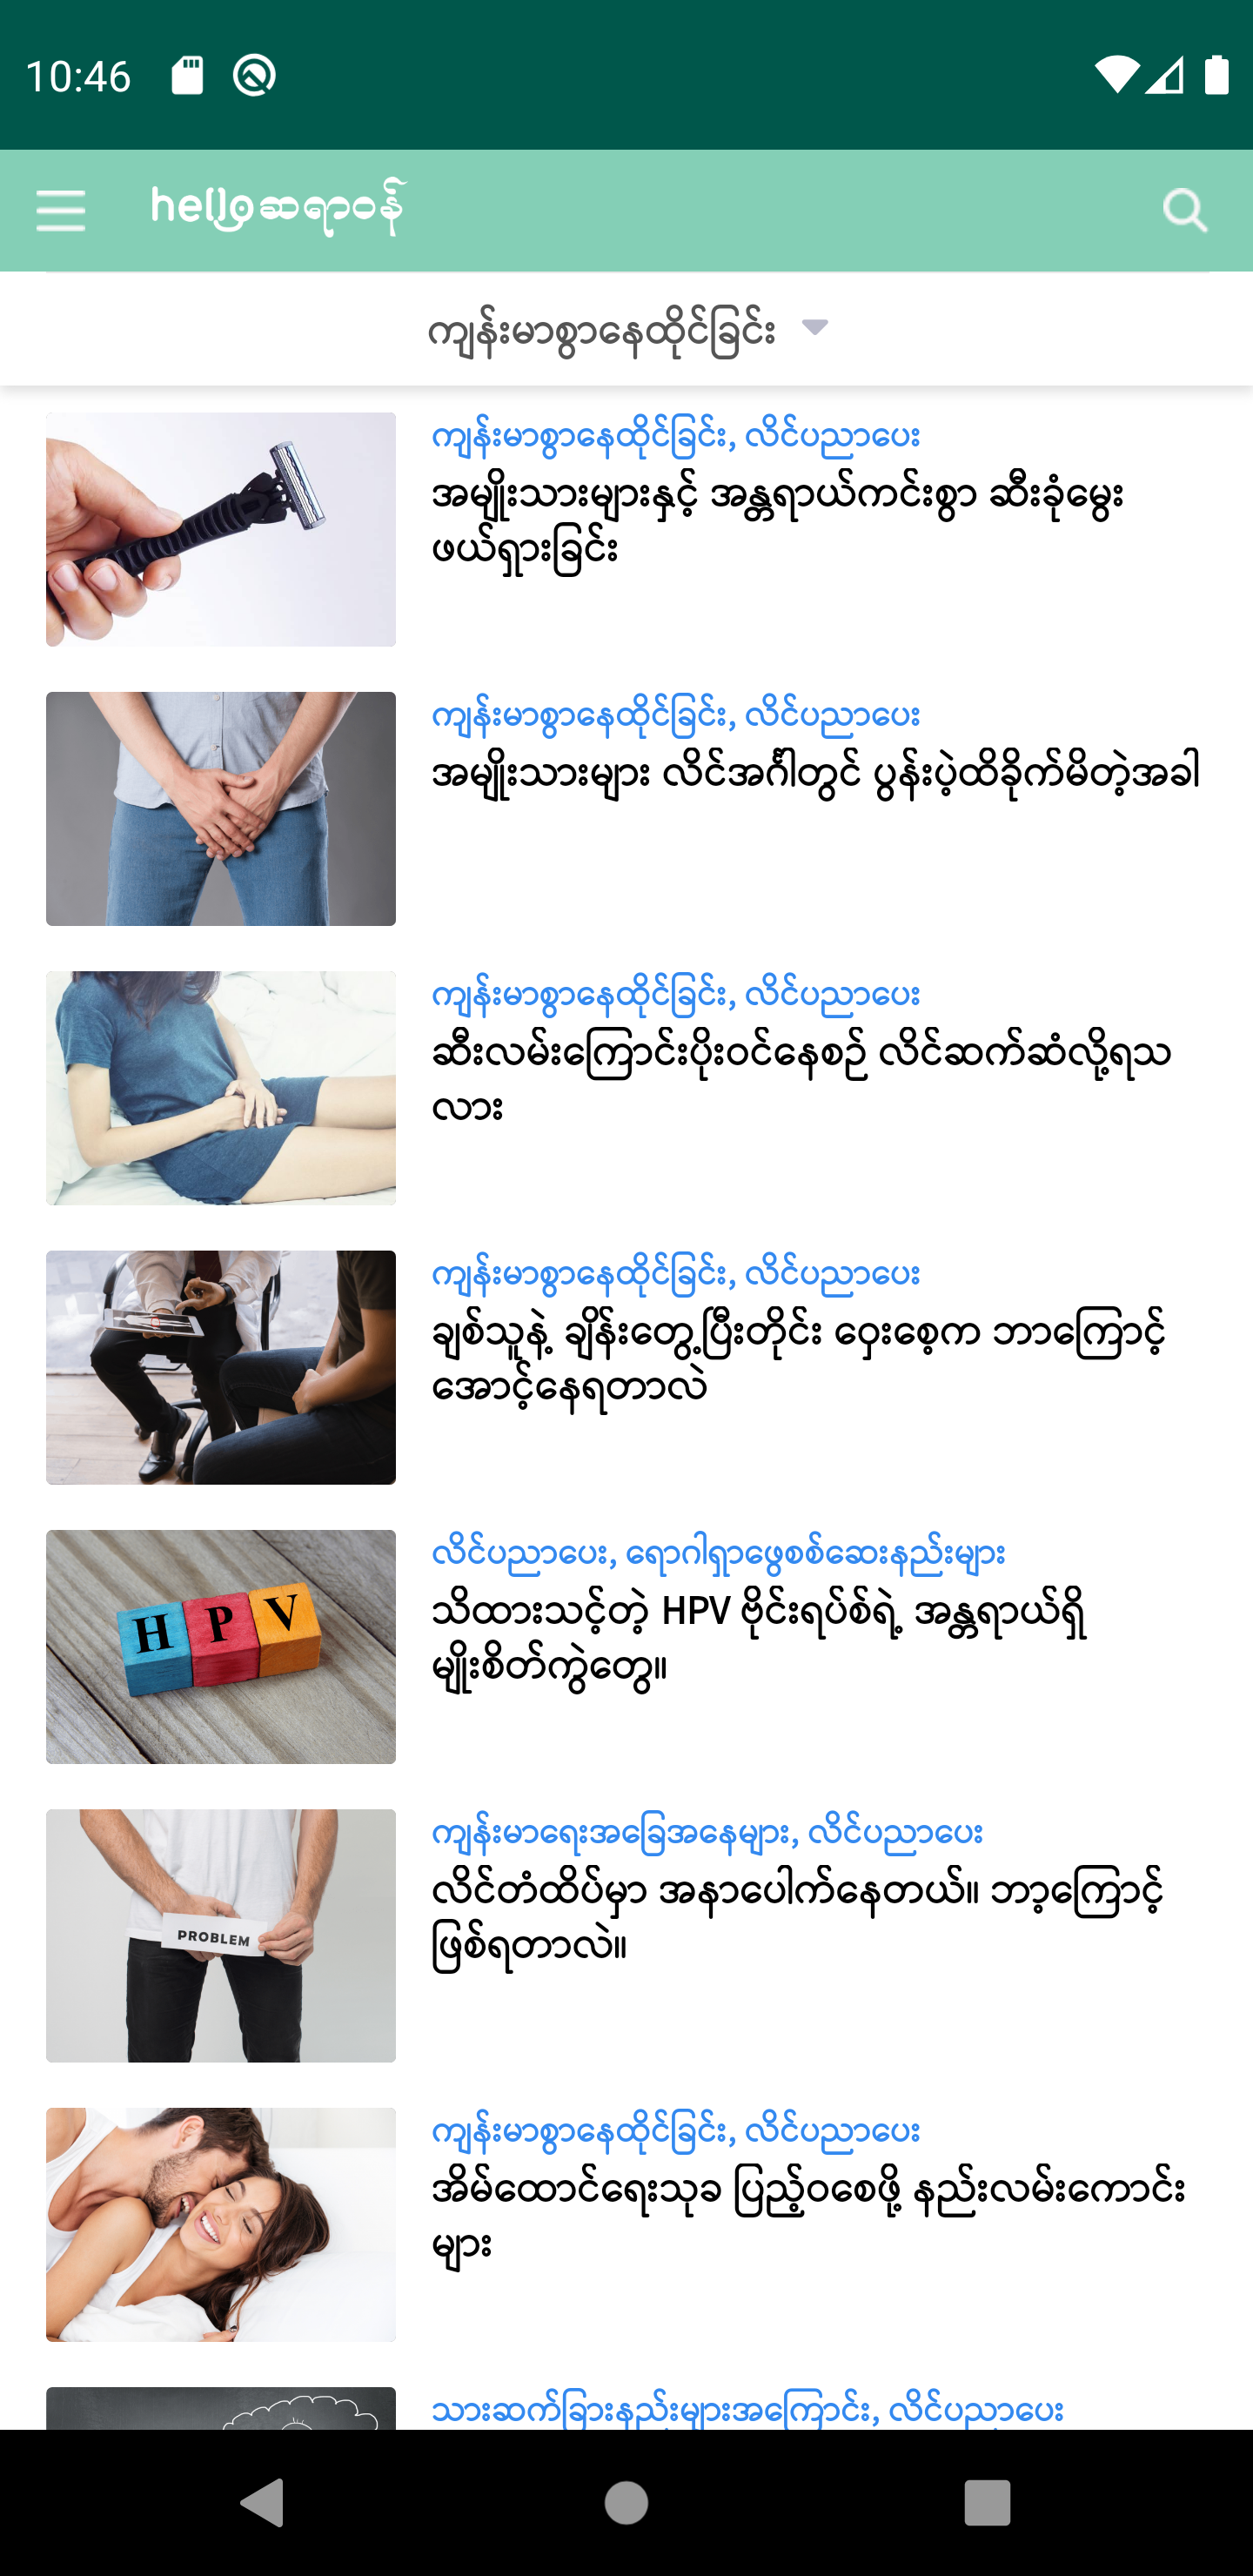 10:46
helloဆရာဝန်
ကျန်းမာစွာနေထိုင်ခြင်း
ကျန်းမာစွာနေထိုင်ခြင်း, လိင်ပညာပေး
အမျိုးသားများနှင့် အန္တရာယ်ကင်းစွာ ဆီးခုံမွေး
ဖယ်ရှားခြင်း
ကျန်းမာစွာနေထိုင်ခြင်း, လိင်ပညာပေး
အမျိုးသားများ လိင်အင်္ဂါတွင် ပွန်းပဲ့ထိခိုက်မိတဲ့အခါ
ကျန်းမာစွာနေထိုင်ခြင်း, လိင်ပညာပေး
ဆီးလမ်းကြောင်းပိုးဝင်နေစဉ် လိင်ဆက်ဆံလို့ရသ
လား
ကျန်းမာစွာနေထိုင်ခြင်း, လိင်ပညာပေး
ချစ်သူနဲ့ ချိန်းတွေ့ပြီးတိုင်း ဝှေးစေ့က ဘာကြောင့်
အောင့်နေရတာလဲ
H P V
လိင်ပညာပေး, ရောဂါရှာဖွေစစ်ဆေးနည်းများ
သိထားသင့်တဲ့ HPV ဗိုင်းရပ်စ်ရဲ့ အန္တရာယ်ရှိ
မျိုးစိတ်ကွဲတွေ။
PROBLEM
ကျန်းမာရေးအခြေအနေများ, လိင်ပညာပေး
လိင်တံထိပ်မှာ အနာပေါက်နေတယ်။ ဘာ့ကြောင့်
ဖြစ်ရတာလဲ။
ကျန်းမာစွာနေထိုင်ခြင်း, လိင်ပညာပေး
အိမ်ထောင်ရေးသုခ ပြည့်ဝစေဖို့ နည်းလမ်းကောင်း
များ
သားဆက်ခြားနည်းများအကြောင်း, လိင်ပညာပေး